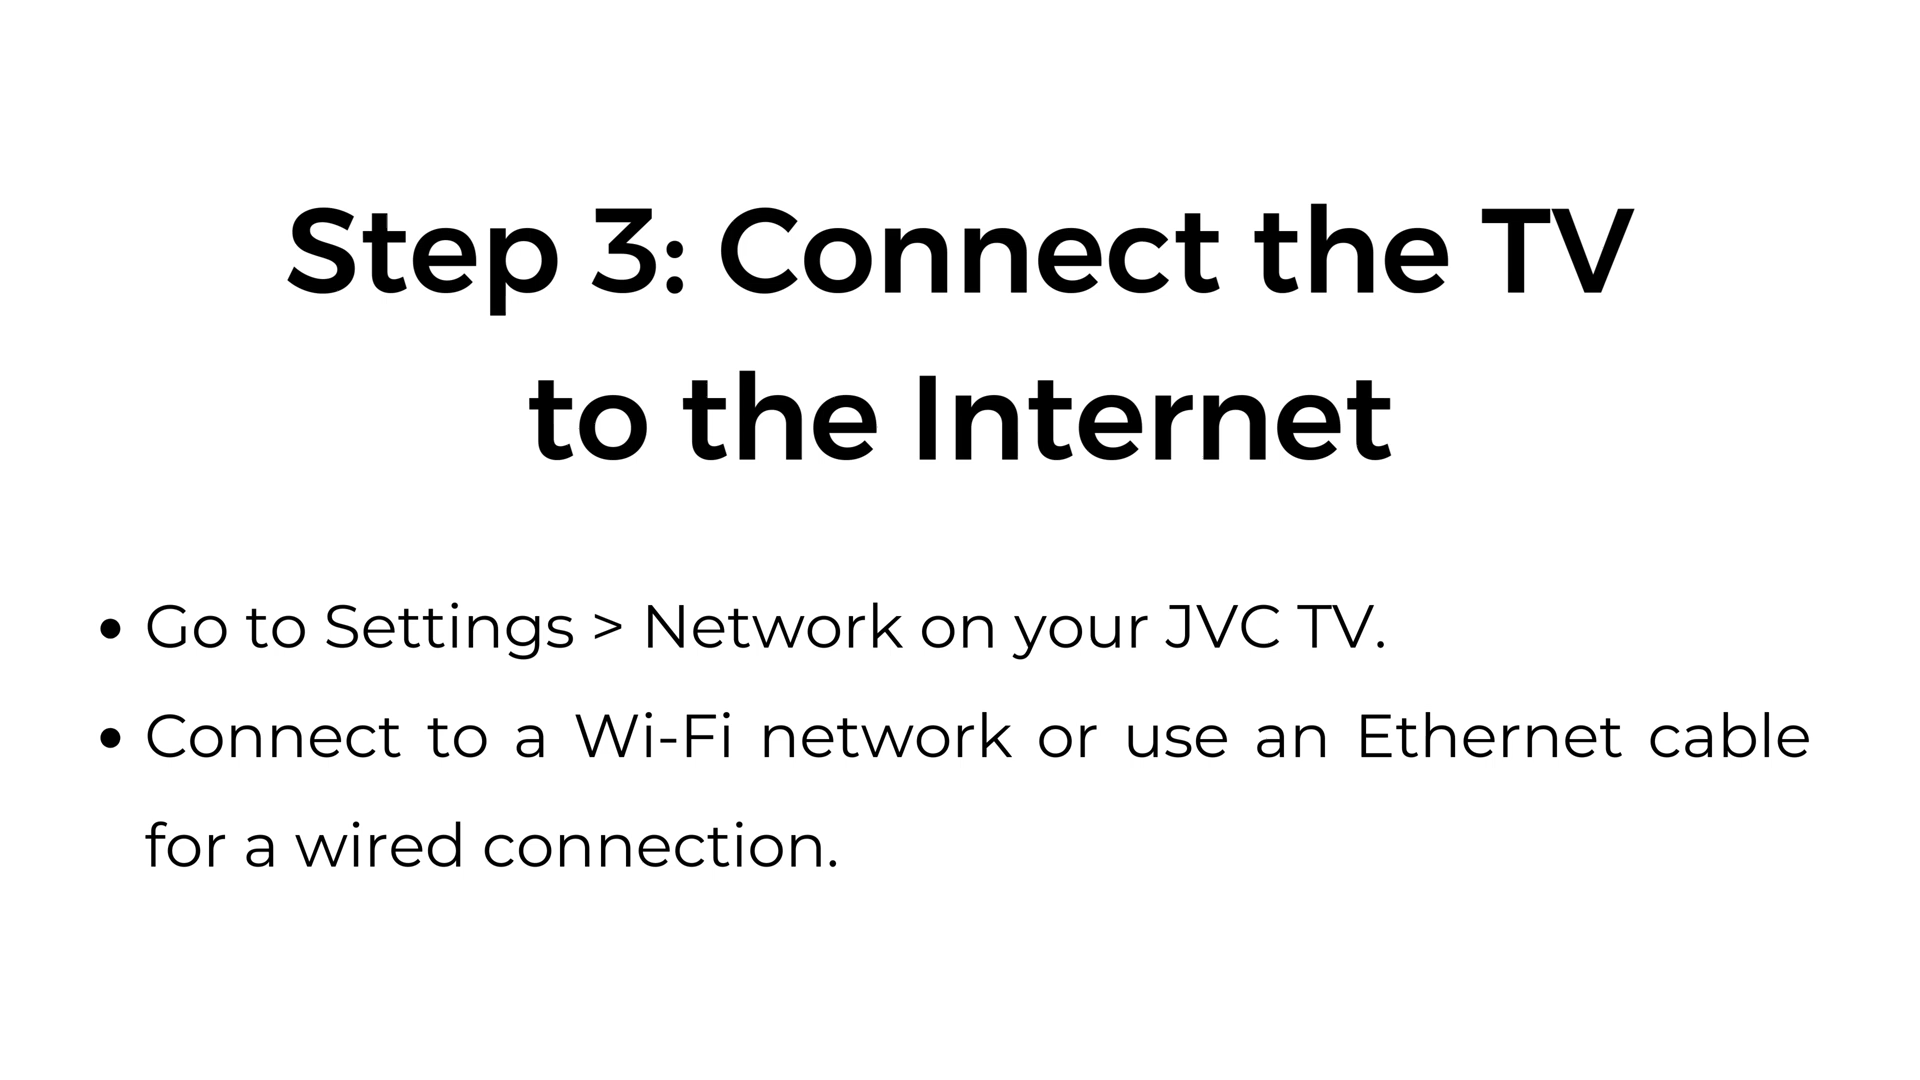 Step 3: Connect the TV
to the Internet
• Go to Settings > Network on your JVC TV.
• Connect to a Wi-Fi network or use an Ethernet cable
for a wired connection.